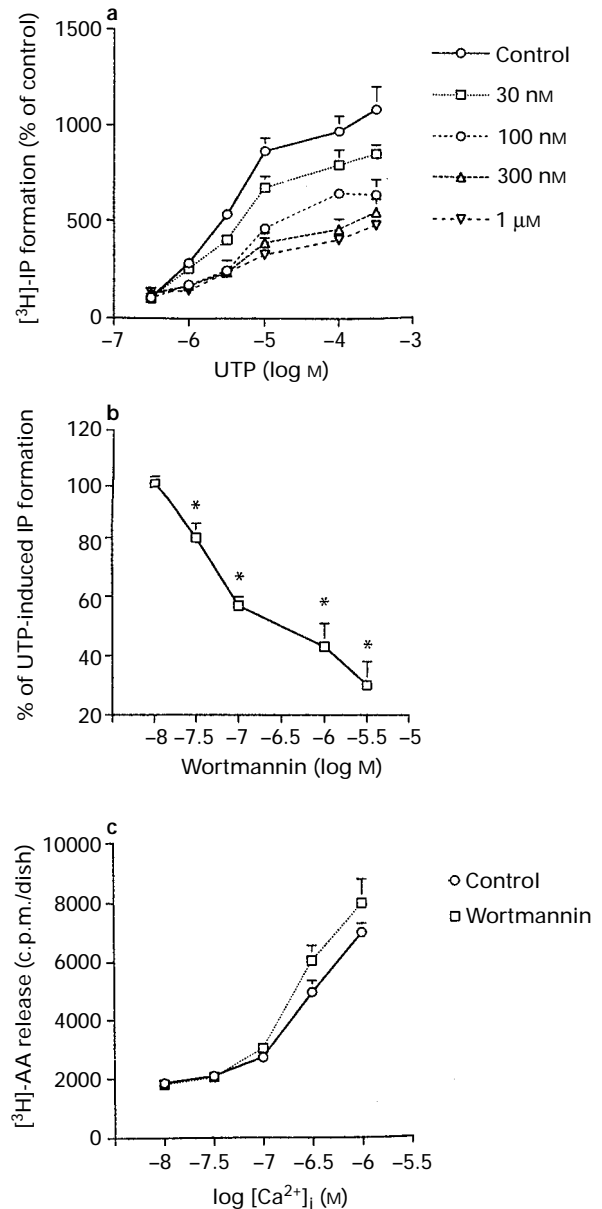 a
1500
1000
500
0
[³H]-IP formation (% of control)
−7 −6 −5 −4 −3
UTP (log M)
Control
30 nM
100 nM
300 nM
1 μM
b
120
100
80
60
40
20
% of UTP-induced IP formation
* * * *
−8 −7.5 −7 −6.5 −6 −5.5 −5
Wortmannin (log M)
c
10000
8000
6000
4000
2000
0
[³H]-AA release (c.p.m./dish)
−8 −7.5 −7 −6.5 −6 −5.5
log [Ca²⁺]i (M)
Control
Wortmannin